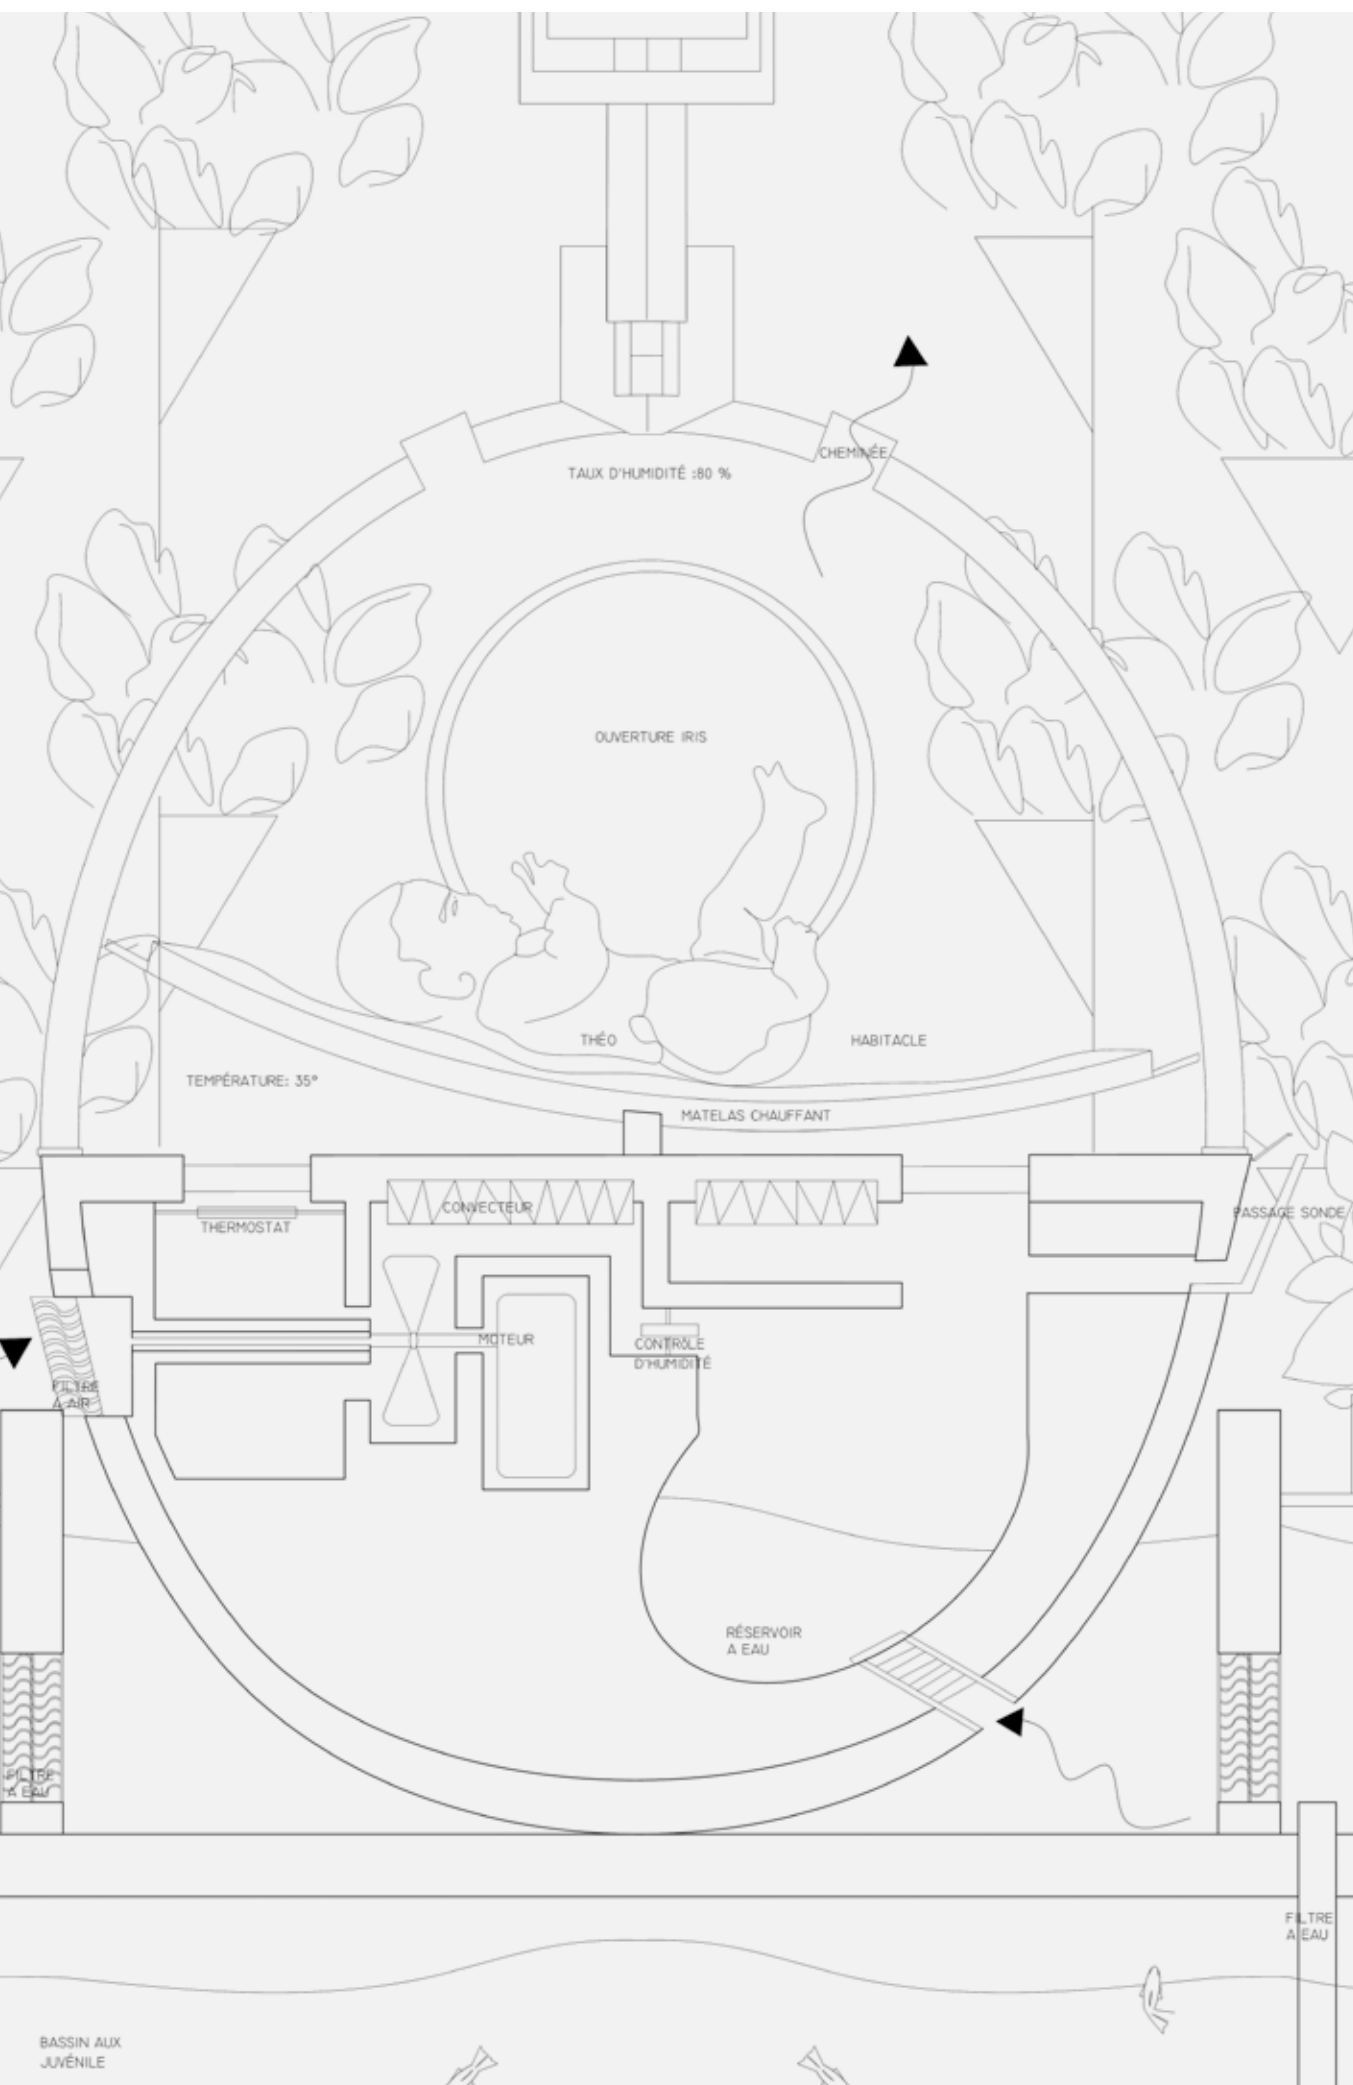 CHEMINÉE
TAUX D'HUMIDITÉ :80 %
OUVERTURE IRIS
THÉO
HABITACLE
TEMPÉRATURE: 35°
MATELAS CHAUFFANT
CONVECTEUR
PASSAGE SONDE
THERMOSTAT
MOTEUR
CONTRÔLE
D'HUMIDITÉ
FILTRE
À AIR
RÉSERVOIR
A EAU
FILTRE
A EAU
FILTRE
A EAU
BASSIN AUX
JUVÉNILE